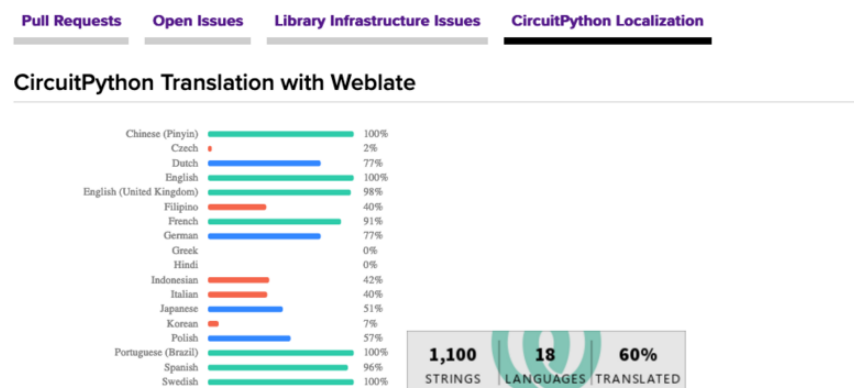 Pull Requests Open Issues Library Infrastructure Issues CircuitPython Localization
CircuitPython Translation with Weblate
Chinese (Pinyin) 100%
Czech 2%
Dutch 77%
English 100%
English (United Kingdom) 98%
Filipino 40%
French 91%
German 77%
Greek 0%
Hindi 0%
Indonesian 42%
Italian 40%
Japanese 51%
Korean 7%
Polish 57%
Portuguese (Brazil) 100%
Spanish 96%
Swedish 100%
1,100 18 60%
STRINGS LANGUAGES TRANSLATED